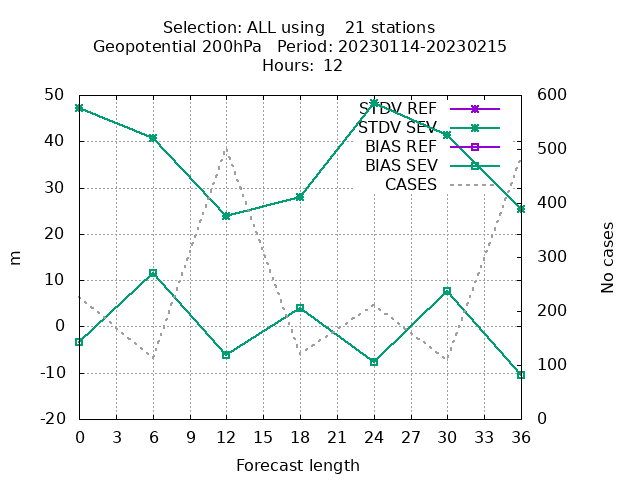 Selection: ALL using    21 stations
Geopotential 200hPa   Period: 20230114-20230215
Hours: 12
50
40
30
20
10
0
-10
-20
m
600
500
400
300
200
100
0
No cases
STDV REF
STDV SEV
BIAS REF
BIAS SEV
CASES
0 3 6 9 12 15 18 21 24 27 30 33 36
Forecast length